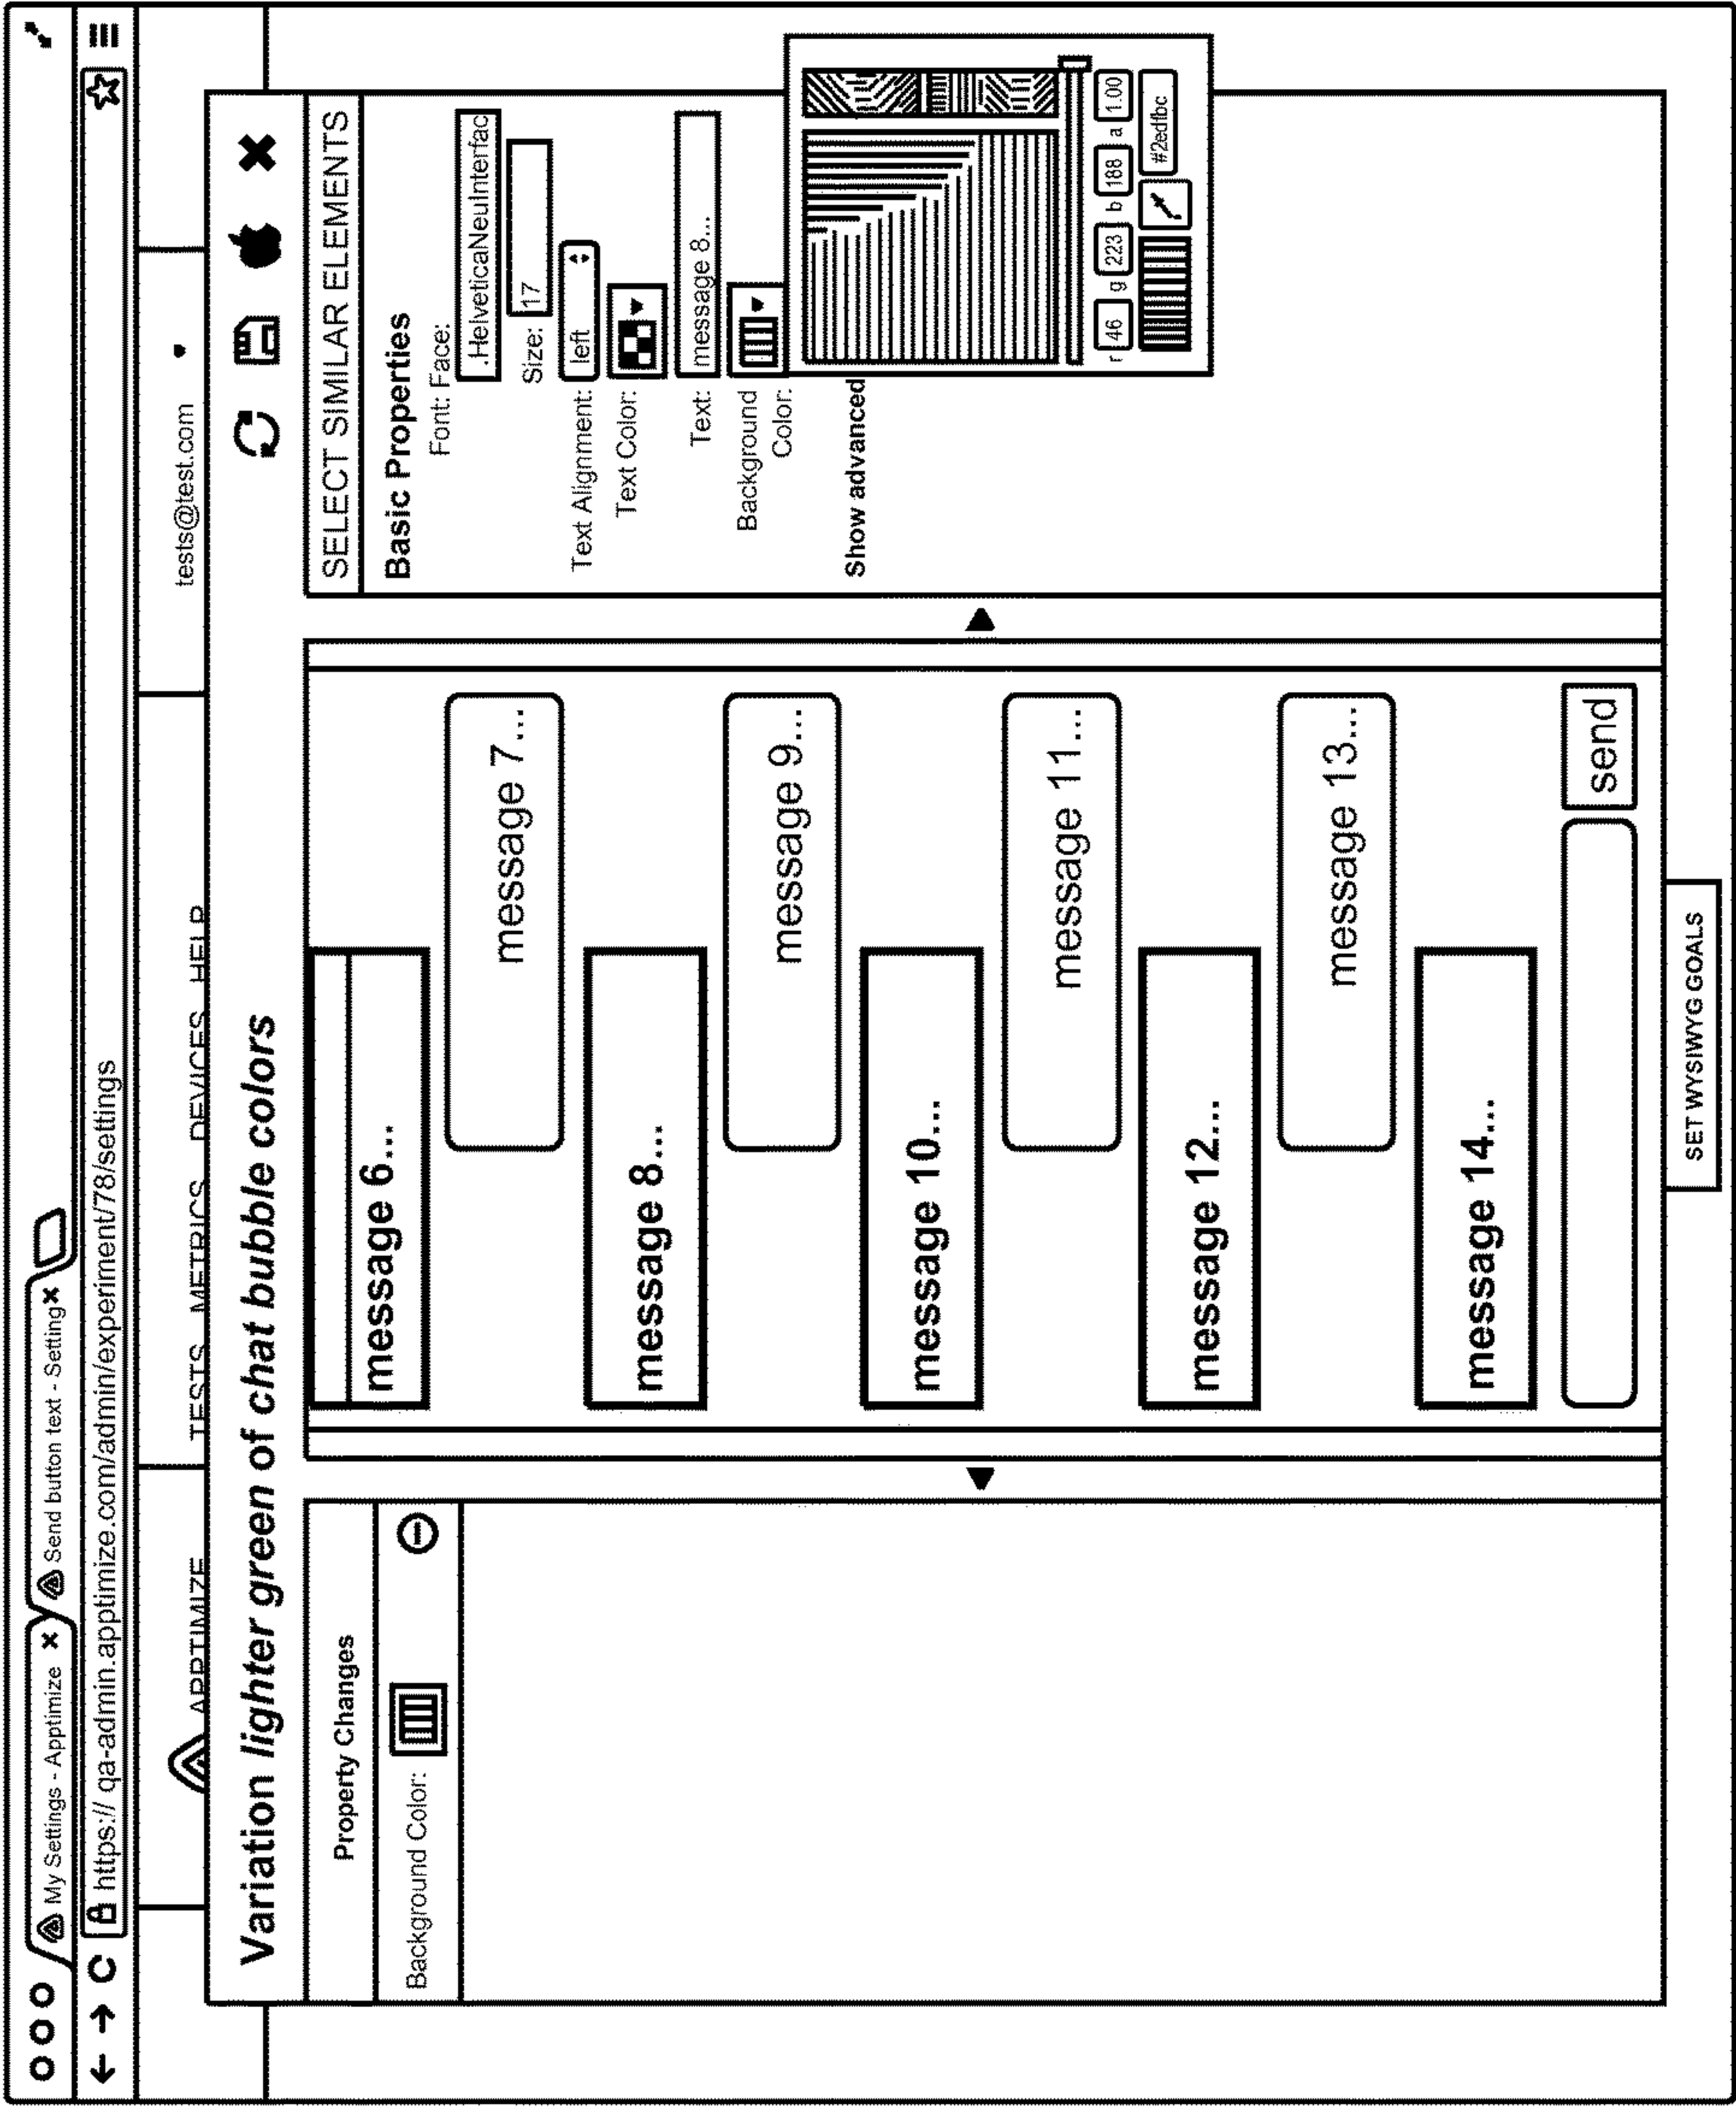 My Settings - Apptimize
Send button text - Setting
https:// qa-admin.apptimize.com/admin/experiment/78/settings
APPTIMIZE
TESTS METRICS DEVICES HELP
tests@test.com
Variation lighter green of chat bubble colors
Property Changes
Background Color:
message 6...
message 7...
message 8...
message 9...
message 10...
message 11...
message 12...
message 13...
message 14...
send
SELECT SIMILAR RELEMENTS
Basic Properties
Font: Face:
.HelveticaNeuInterfac
Size: 17
Text Alignment: left
Text Color:
Text: message 8...
Background
Color:
Show advanced
r 46 g 223 b 188 a 1.00
#2edfbc
SET WYSIWYG GOALS